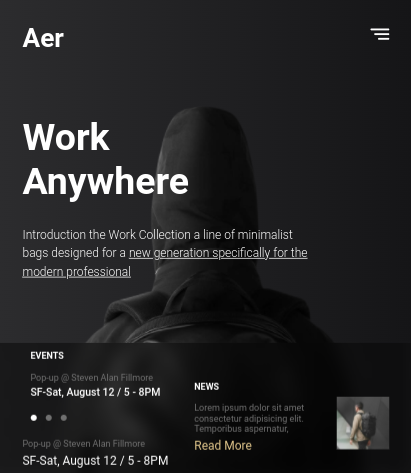 Aer
Work
Anywhere
Introduction the Work Collection a line of minimalist
bags designed for a new generation specifically for the
modern professional
EVENTS
Pop-up @ Steven Alan Fillmore
SF-Sat, August 12 / 5 - 8PM
Pop-up @ Steven Alan Fillmore
SF-Sat, August 12 / 5 - 8PM
NEWS
Lorem ipsum dolor sit amet
consectetur adipisicing elit.
Temporibus aspernatur,
Read More